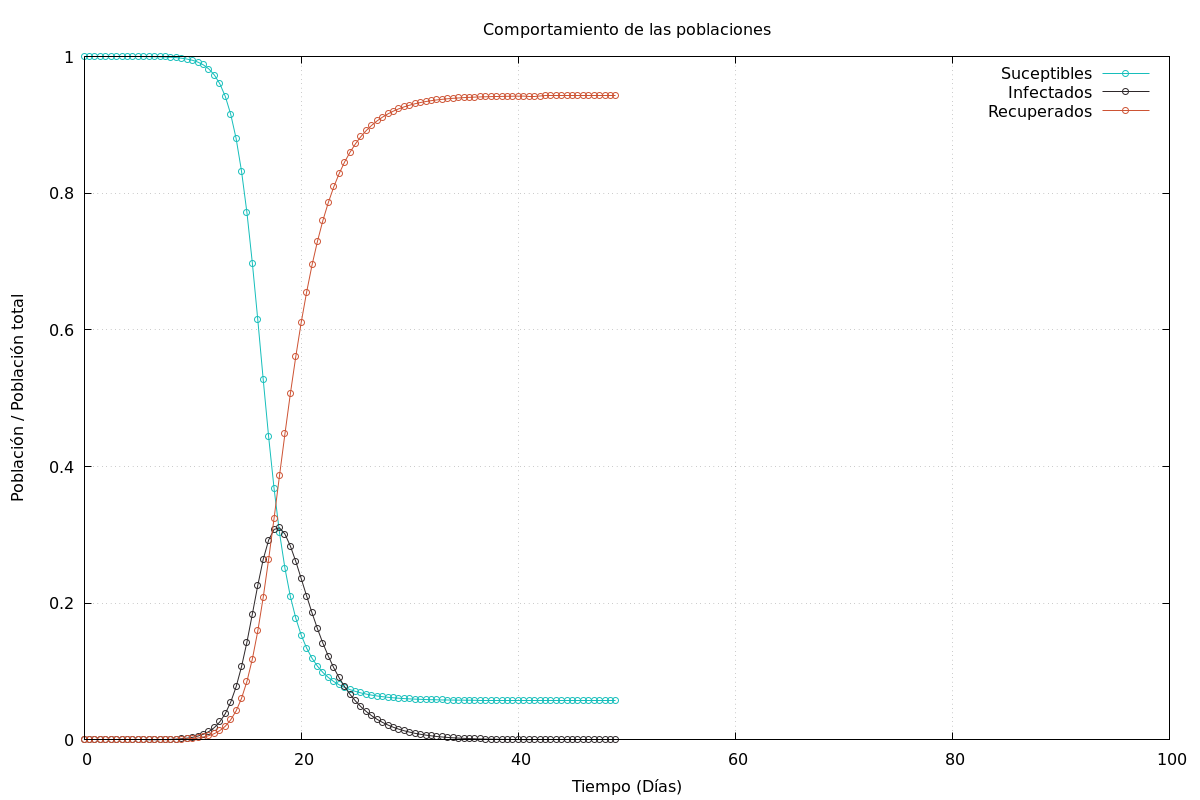 Comportamiento de las poblaciones
Suceptibles
Infectados
Recuperados
Población / Población total
1
0.8
0.6
0.4
0.2
0
0 20 40 60 80 100
Tiempo (Días)